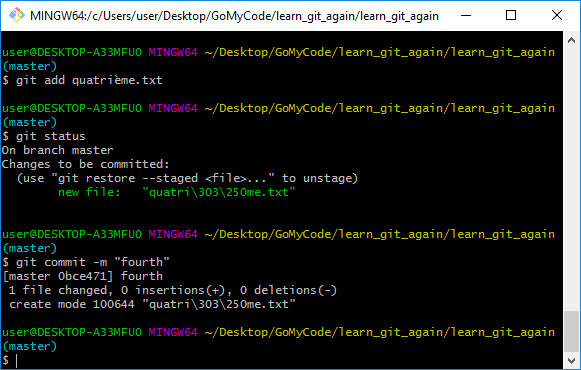 MINGW64:/c/Users/user/Desktop/GoMyCode/learn_git_again/learn_git_again
user@DESKTOP-A33MFUO MINGW64 ~/Desktop/GoMyCode/learn_git_again/learn_git_again
(master)
$ git add quatrième.txt
user@DESKTOP-A33MFUO MINGW64 ~/Desktop/GoMyCode/learn_git_again/learn_git_again
(master)
$ git status
On branch master
Changes to be committed:
  (use "git restore --staged <file>..." to unstage)
        new file:   "quatri\303\250me.txt"
user@DESKTOP-A33MFUO MINGW64 ~/Desktop/GoMyCode/learn_git_again/learn_git_again
(master)
$ git commit -m "fourth"
[master 0bce471] fourth
 1 file changed, 0 insertions(+), 0 deletions(-)
 create mode 100644 "quatri\303\250me.txt"
user@DESKTOP-A33MFUO MINGW64 ~/Desktop/GoMyCode/learn_git_again/learn_git_again
(master)
$